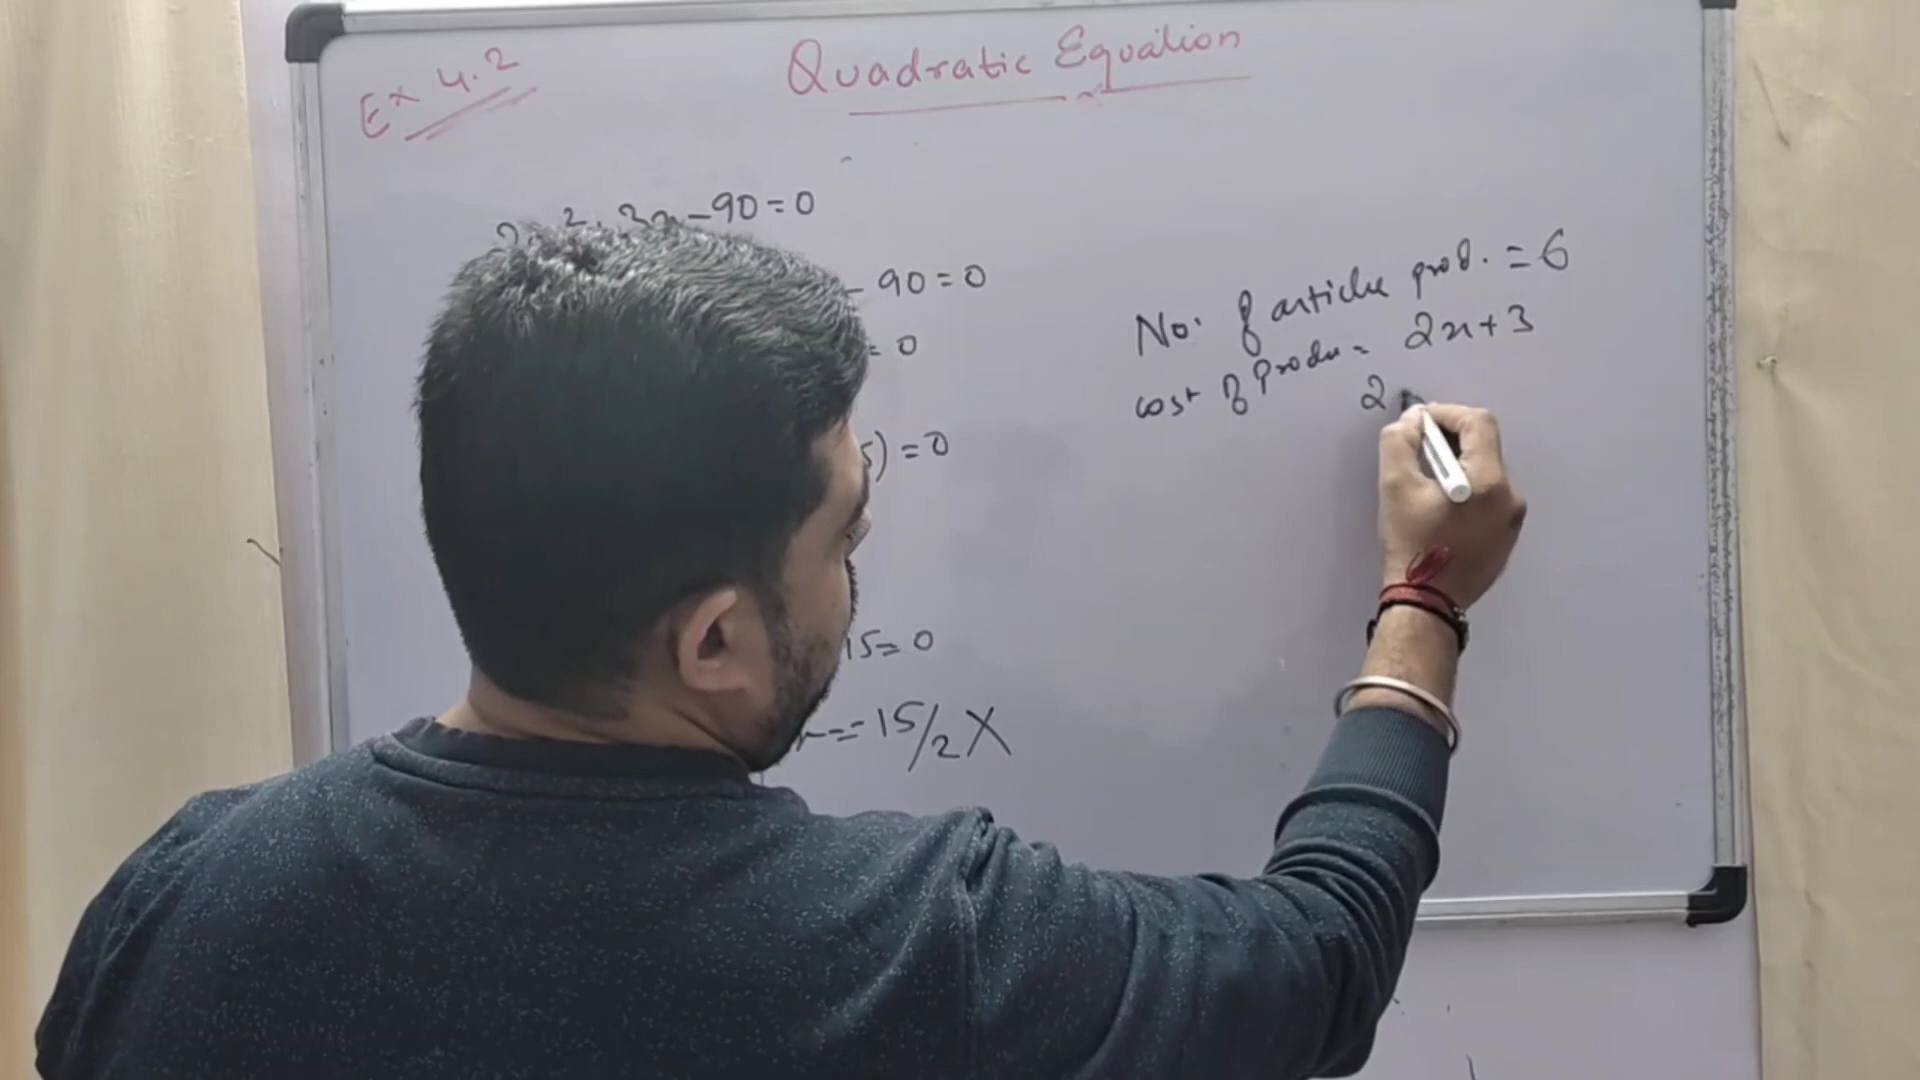 Ex 4.2
Quadratic Equation
2x² + 3x - 90 = 0
- 90 = 0
= 0
5) = 0
15 = 0
x = -15/2 X
No. of article prod. = 6
cost of Produ = 2x+3
2